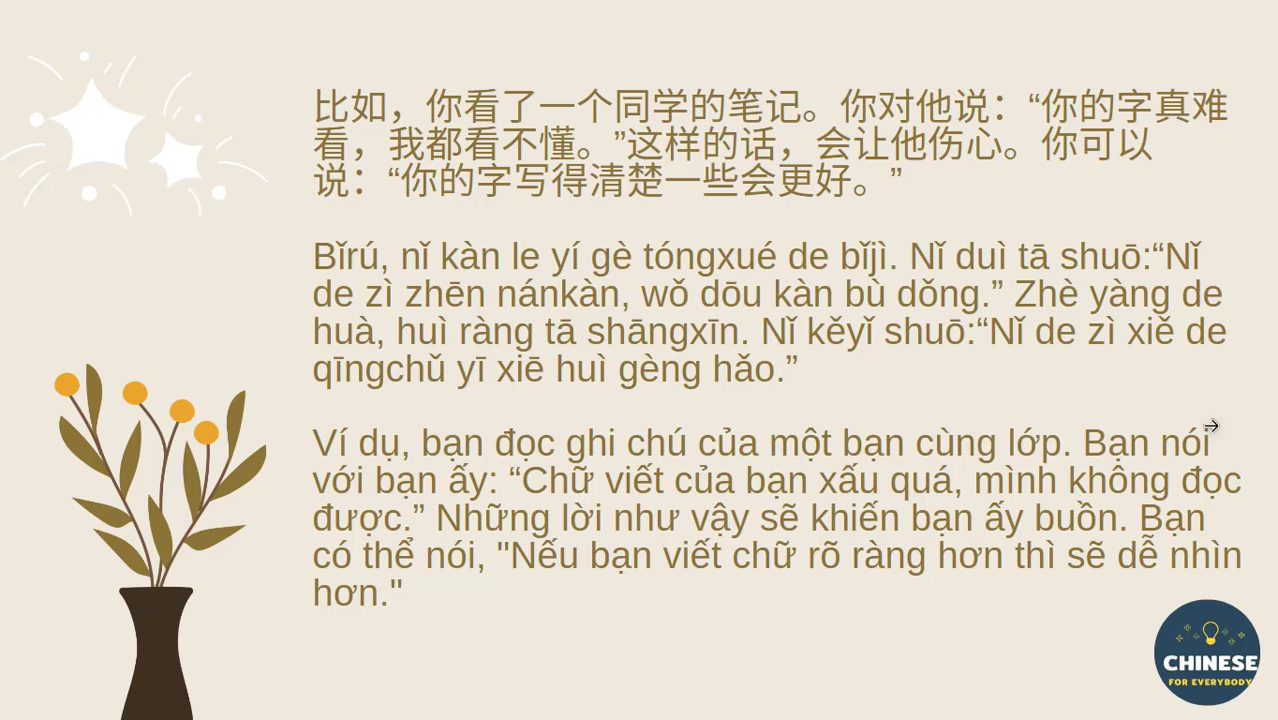 比如，你看了一个同学的笔记。你对他说：“你的字真难
看，我都看不懂。”这样的话，会让他伤心。你可以
说：“你的字写得清楚一些会更好。”
Bǐrú, nǐ kàn le yí gè tóngxué de bǐjì. Nǐ duì tā shuō:“Nǐ
de zì zhēn nánkàn, wǒ dōu kàn bù dǒng.” Zhè yàng de
huà, huì ràng tā shāngxīn. Nǐ kěyǐ shuō:“Nǐ de zì xiě de
qīngchǔ yī xiē huì gèng hǎo.”
Ví dụ, bạn đọc ghi chú của một bạn cùng lớp. Bạn nói
với bạn ấy: “Chữ viết của bạn xấu quá, mình không đọc
được.” Những lời như vậy sẽ khiến bạn ấy buồn. Bạn
có thể nói, "Nếu bạn viết chữ rõ ràng hơn thì sẽ dễ nhìn
hơn."
CHINESE
FOR EVERYBODY